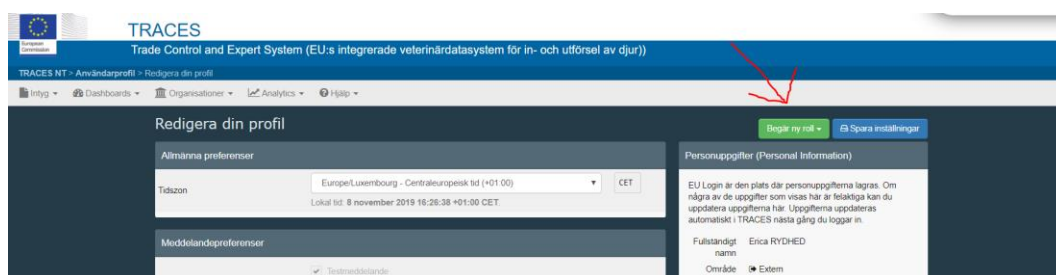 European
Commission
TRACES
Trade Control and Expert System (EU:s integrerade veterinärdatasystem för in- och utförsel av djur))
TRACES NT > Användarprofil > Redigera din profil
Intyg Dashboards Organisationer Analytics Hjälp
Redigera din profil
Begär ny roll Spara inställningar
Allmänna preferenser
Tidszon
Europe/Luxembourg - Centraleuropeisk tid (+01:00) CET
Lokal tid: 8 november 2019 16:26:38 +01:00 CET.
Meddelandepreferenser
Testmeddelande
Personuppgifter (Personal Information)
EU Login är den plats där personuppgifterna lagras. Om
några av de uppgifter som visas här är felaktiga kan du
uppdatera uppgifterna här. Uppgifterna uppdateras
automatiskt i TRACES nästa gång du loggar in.
Fullständigt namn Erica RYDHED
Område Extern